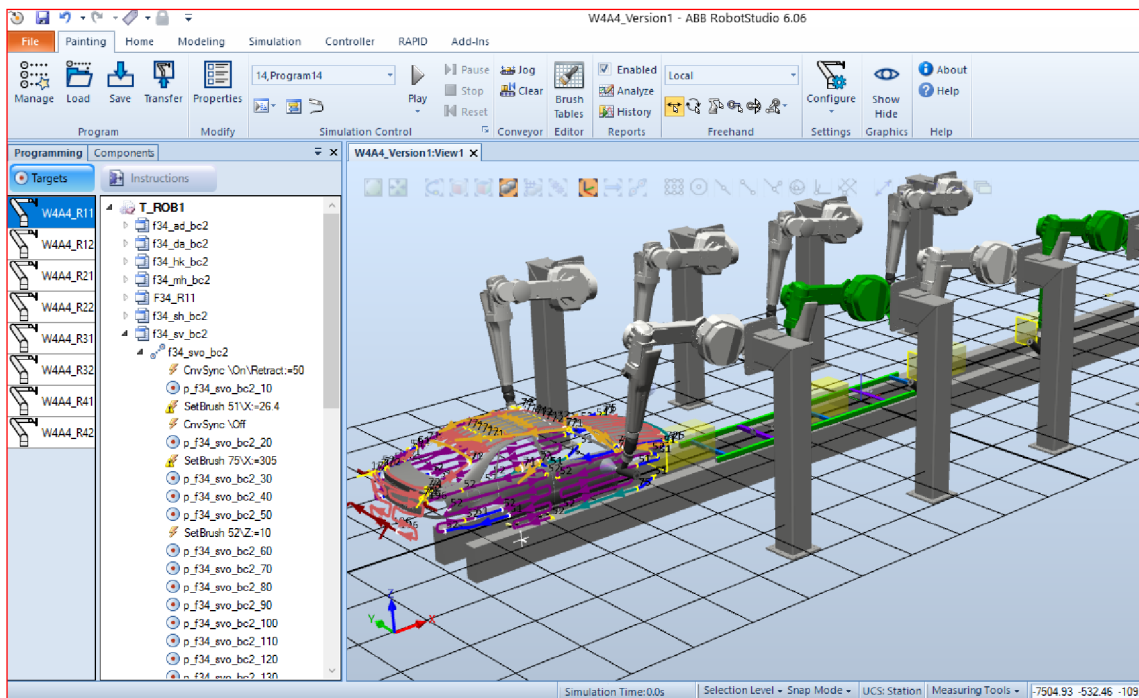 W4A4_Version1 - ABB RobotStudio 6.06
File Painting Home Modeling Simulation Controller RAPID Add-Ins
Manage Load Save Transfer Properties
14,Program14
Play
Pause
Stop
Reset
Jog
Clear
Brush Tables
Enabled
Analyze
History
Local
Configure
Show Hide
About
Help
Program Modify Simulation Control Conveyor Editor Reports Freehand Settings Graphics Help
Programming Components
W4A4_Version1:View1
Targets Instructions
W4A4_R11
W4A4_R12
W4A4_R21
W4A4_R22
W4A4_R31
W4A4_R32
W4A4_R41
W4A4_R42
T_ROB1
f34_ad_bc2
f34_da_bc2
f34_hk_bc2
f34_mh_bc2
F34_R11
f34_sh_bc2
f34_sv_bc2
f34_svo_bc2
CnvSync \On\Retract:=50
p_f34_svo_bc2_10
SetBrush 51\X:=26.4
CnvSync \Off
p_f34_svo_bc2_20
SetBrush 75\X:=305
p_f34_svo_bc2_30
p_f34_svo_bc2_40
p_f34_svo_bc2_50
SetBrush 52\Z:=10
p_f34_svo_bc2_60
p_f34_svo_bc2_70
p_f34_svo_bc2_80
p_f34_svo_bc2_90
p_f34_svo_bc2_100
p_f34_svo_bc2_110
p_f34_svo_bc2_120
p_f34_svo_bc2_130
Z
Y
X
Simulation Time:0.0s Selection Level Snap Mode UCS: Station Measuring Tools -7504.93 -532.46